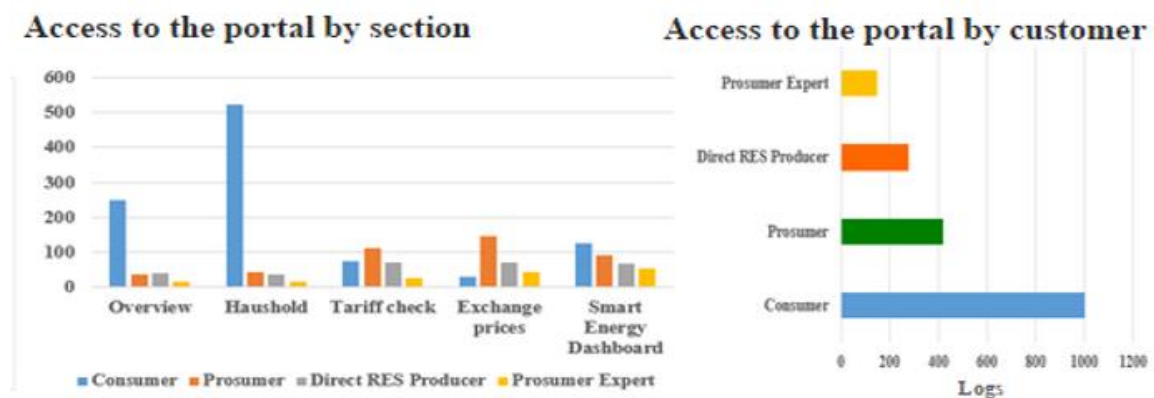 Access to the portal by section
600
500
400
300
200
100
0
Overview
Haushold
Tariff check
Exchange
prices
Smart
Energy
Dashboard
Consumer Prosumer Direct RES Producer Prosumer Expert
Access to the portal by customer
Prosumer Expert
Direct RES Producer
Prosumer
Consumer
0 200 400 600 800 1000 1200
Logs